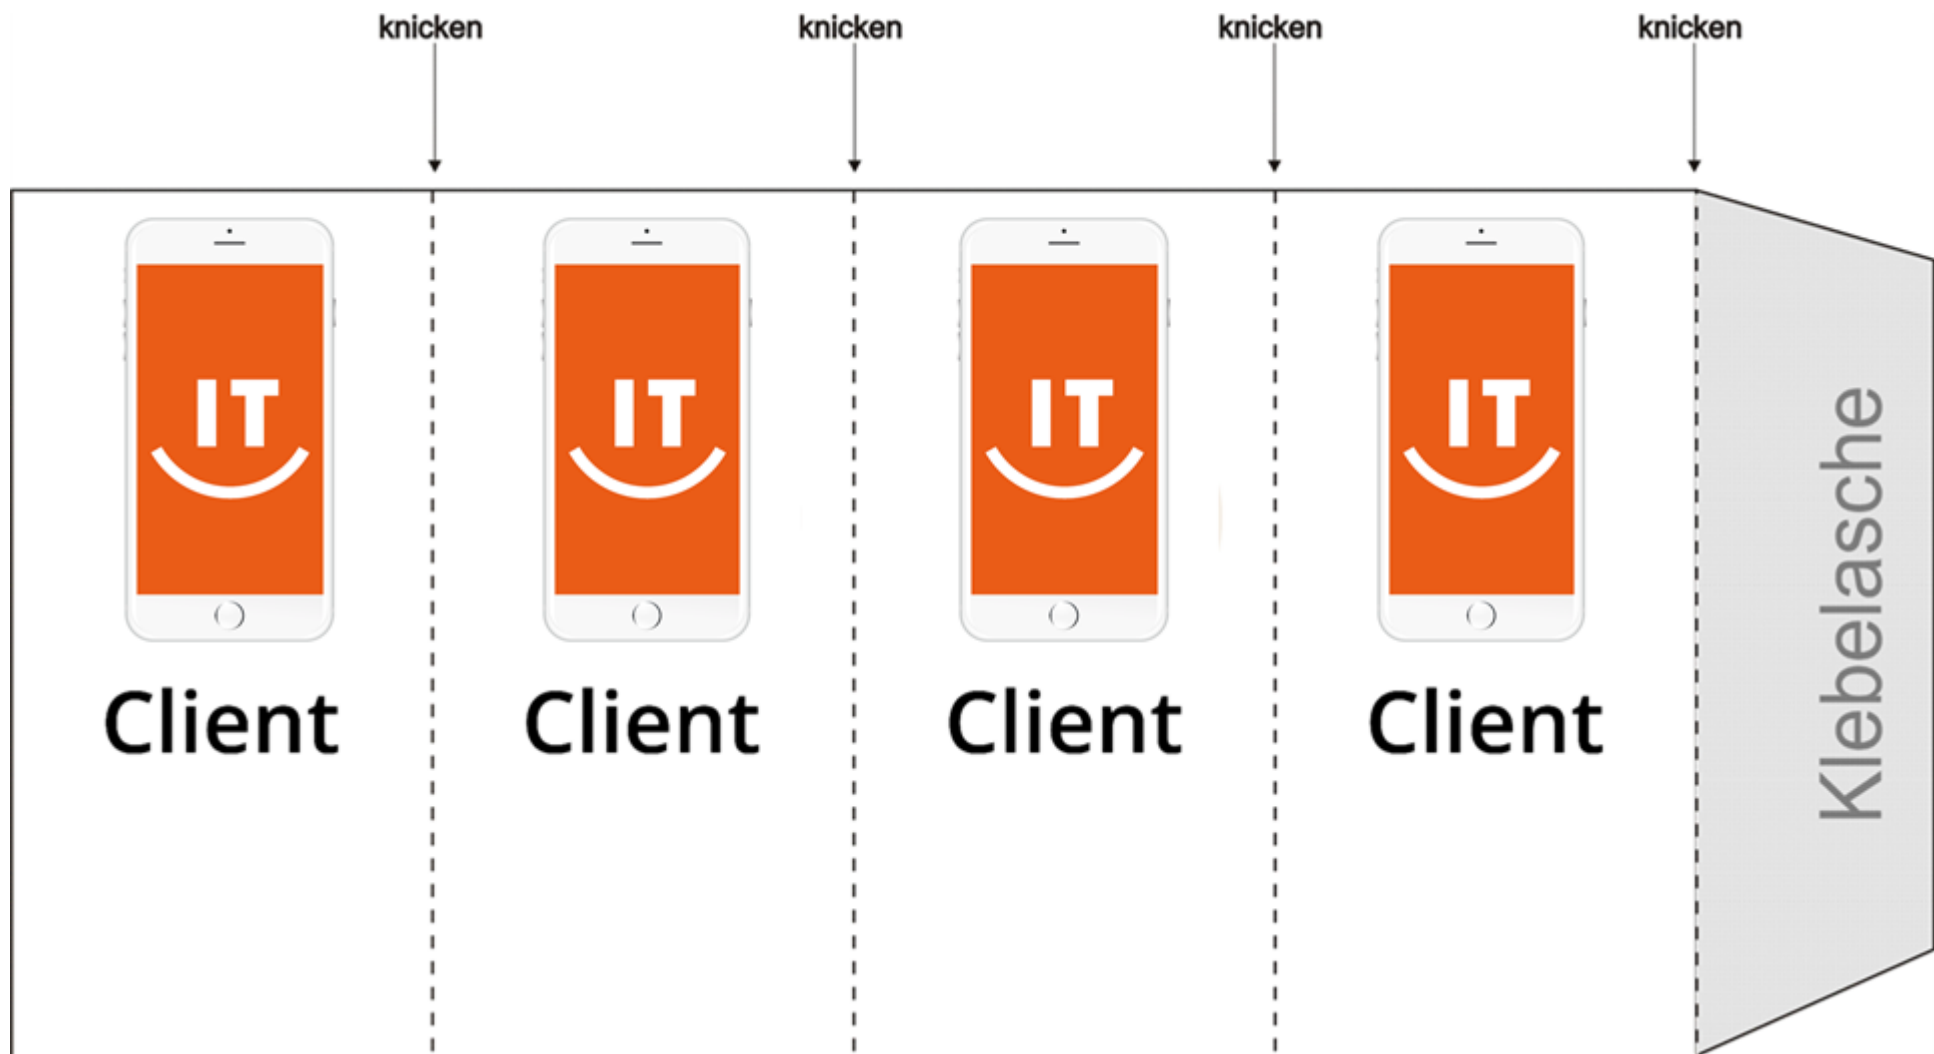 knicken knicken knicken knicken
IT IT IT IT
Client Client Client Client
Klebelasche